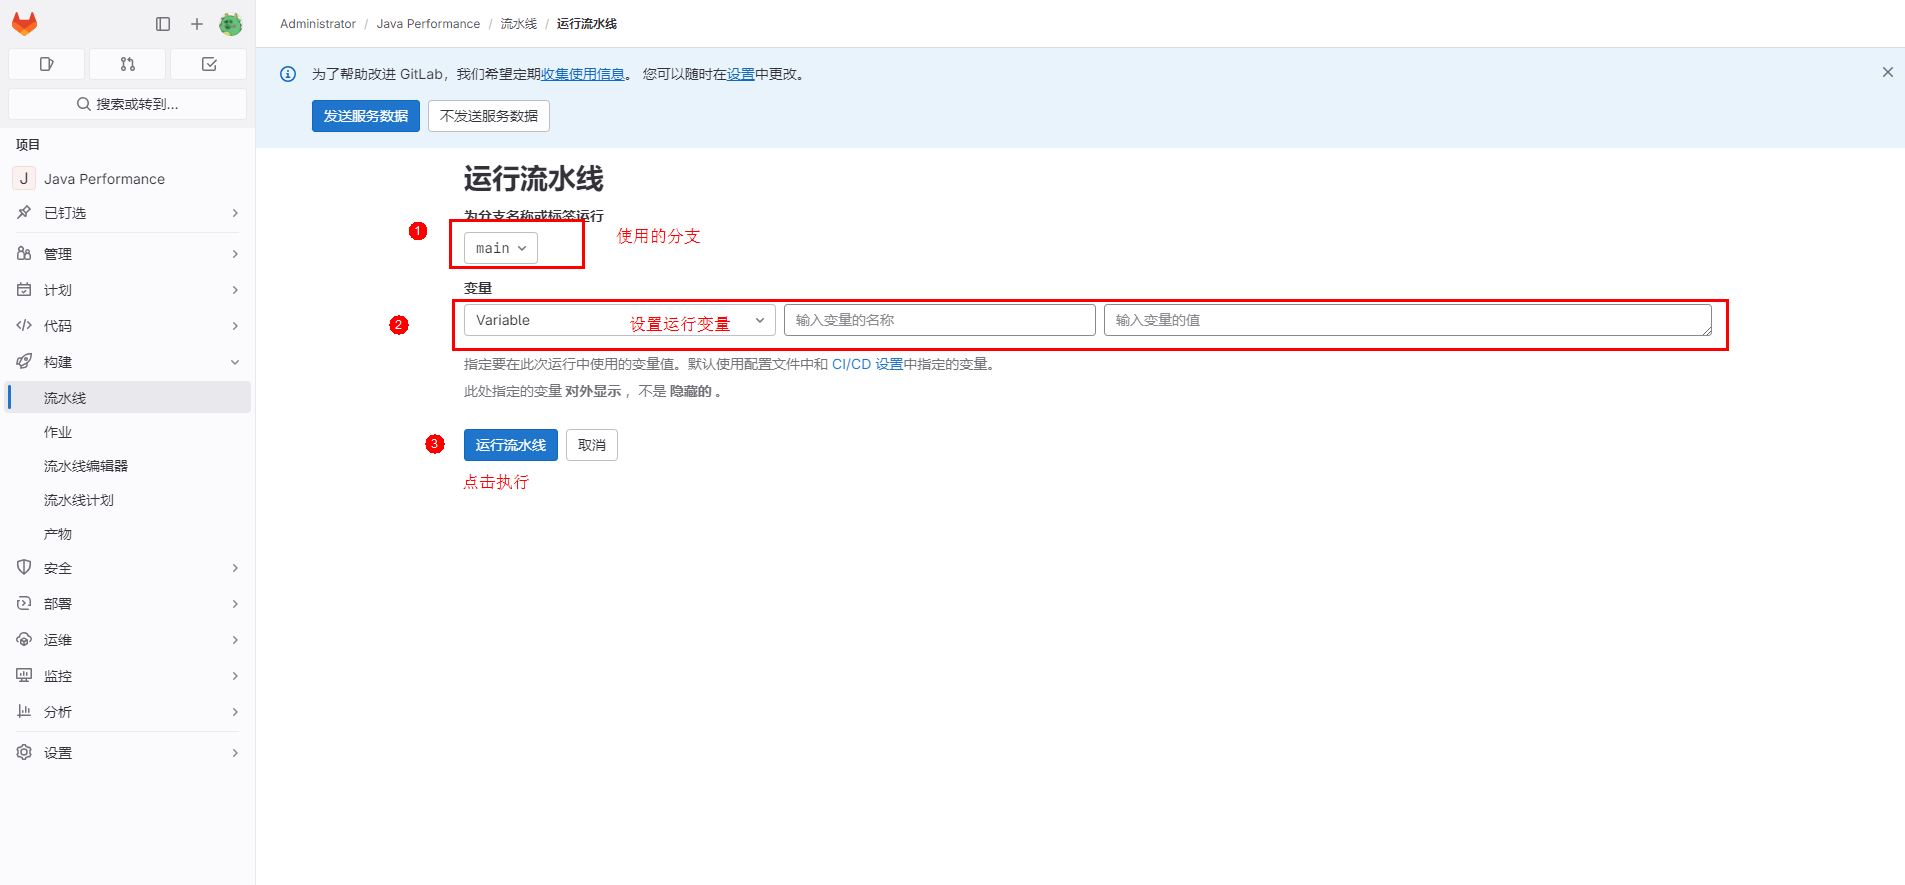 Administrator / Java Performance / 流水线 / 运行流水线
为了帮助改进 GitLab，我们希望定期收集使用信息。 您可以随时在设置中更改。
发送服务数据 不发送服务数据
搜索或转到...
项目
J Java Performance
已钉选
管理
计划
代码
构建
流水线
作业
流水线编辑器
流水线计划
产物
安全
部署
运维
监控
分析
设置
运行流水线
为分支名称或标签运行
1 main 使用的分支
变量
2 Variable 设置运行变量 输入变量的名称 输入变量的值
指定要在此次运行中使用的变量值。默认使用配置文件中和 CI/CD 设置中指定的变量。
此处指定的变量 对外显示 ，不是 隐藏的 。
3 运行流水线 取消
点击执行